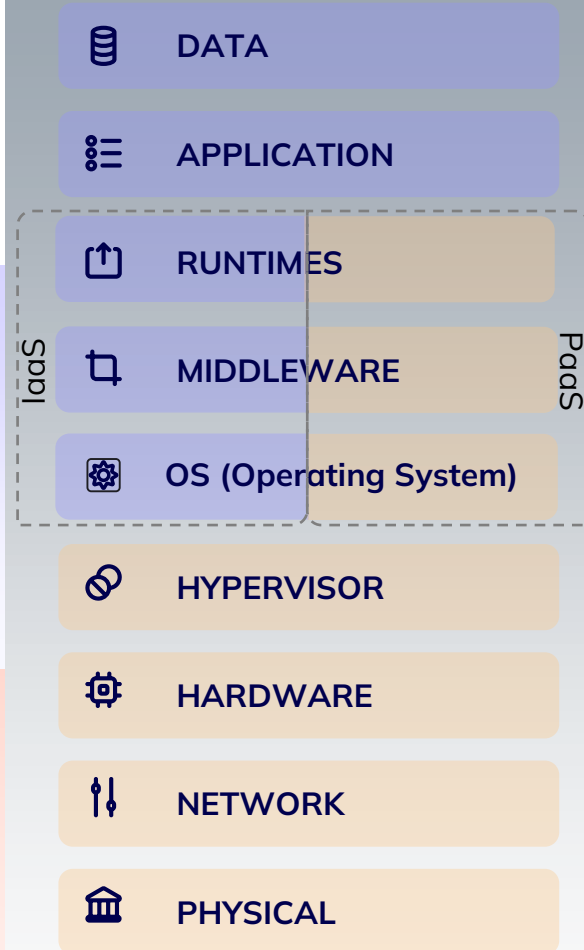 DATA
APPLICATION
RUNTIMES
IaaS
MIDDLEWARE
PaaS
OS (Operating System)
HYPERVISOR
HARDWARE
NETWORK
PHYSICAL